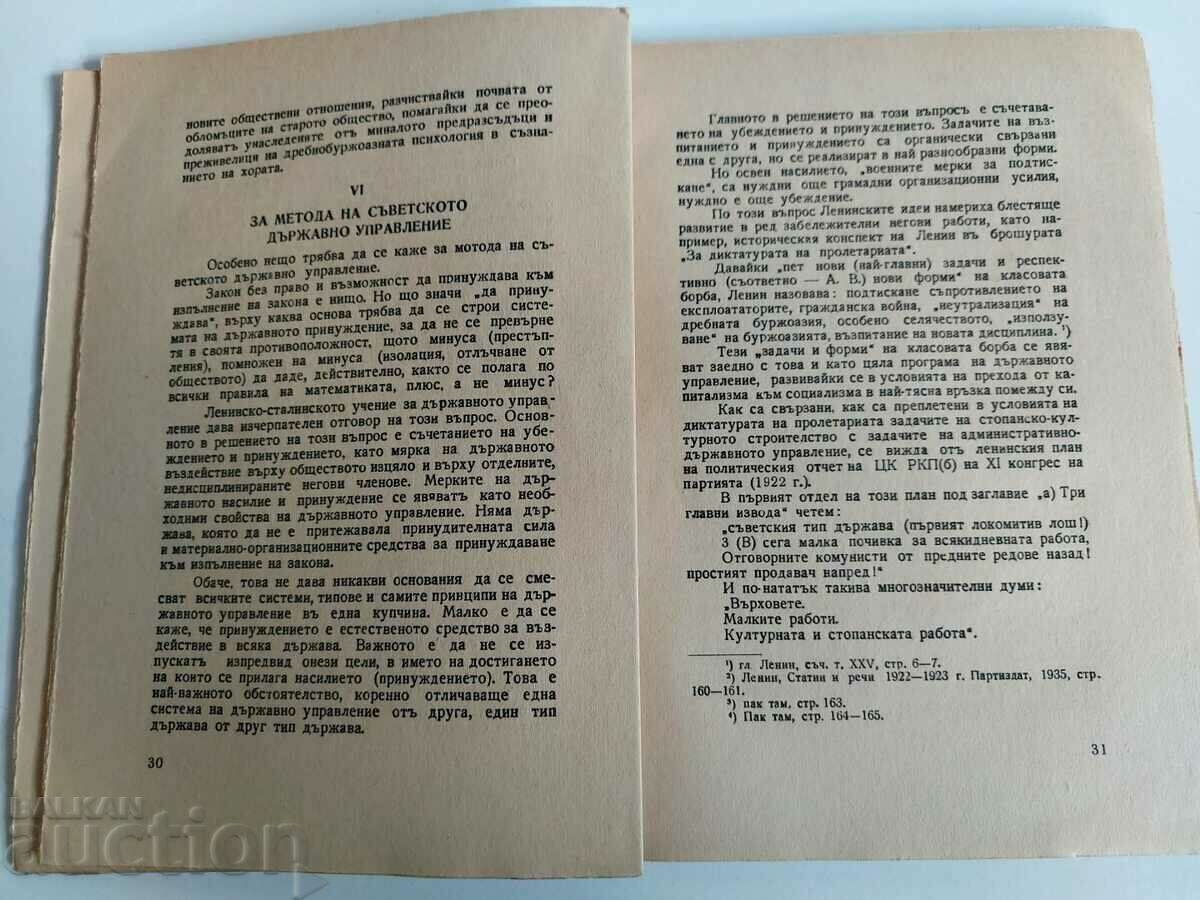 новите обществени отношения, разчиствайки почвата от
обломъците на старото общество, помагайки да се прео-
доляватъ унаследените отъ миналото предразсъдъци и
преживелици на дребнобуржоазната психология в съзна-
нието на хората.
VI
ЗА МЕТОДА НА СЪВЕТСКОТО
ДЪРЖАВНО УПРАВЛЕНИЕ
Особено нещо трябва да се каже за мотода на съ-
ветското държавно управление.
Закон без право и възможност да принуждава към
изпълнение на закона е нищо. Но що значи „да прину-
ждава“, върху каква основа трябва да се строи систе-
мата на държавното принуждение, за да не се превърне
тя в своята противоположност, щото минуса (престъп-
ления), помножен на минуса (изолация, отлъчване от
обществото) да даде, действително, както се полага по
всички правила на математиката, плюс, а не минус?
Ленинско-сталинското учение за държавното управ-
ление дава изчерпателен отговор на този въпрос. Основ-
ното в решението на този въпрос е съчетанието на убе-
ждението и принуждението, като мярка на държавното
въздействие върху обществото изцяло и върху отделните,
недисциплинираните негови членове. Мерките на дър-
жавното насилие и принуждение се явяватъ като необ-
ходими свойства на държавното управление. Няма дър-
жава, която да не е притежавала принудителната сила
и материално-организационните средства за принуждаване
към изпълнение на закона.
Обаче, това не дава никакви основания да се сме-
сват всичките системи, типове и самите принципи на дър-
жавното управление въ една купчина. Малко е да се
каже, че принуждението е естественото средство за въз-
действие в всяка държава. Важното е да не се из-
пускатъ изпредвид онези цели, в името на достигането
на които се прилага насилието (принуждението). Това е
най-важното обстоятелство, коренно отличаваще една
система на държавно управление отъ друга, един тип
държава от друг тип държава.
30
Главното в решението на този въпросъ е съчетава-
нието на убеждението и принуждението. Задачите на въз-
питанието и принуждението са органически свързани
една с друга, но се реализират в най разнообразни форми.
Но освен насилието, „военните мерки за подтис-
кане“, са нуждни още грамадни организационни усилия,
нуждно е още убеждение.
По този въпрос Ленинските идеи намериха блестяще
развитие в ред забележителни негови работи, като на-
пример, историческия конспект на Ленин въ брошурата
„За диктатурата на пролетариата“.
Давайки „пет нови (най-главни) задачи и респек-
тивно (съответно — А. В.) нови форми“ на класовата
борба, Ленин назовава: подтискане съпротивлението на
експлоататорите, гражданска война, „неутрализация“ на
дребната буржоазия, особено селячеството, „използу-
ване“ на буржоазията, възпитание на новата дисциплина. ¹)
Тези „задачи и форми“ на класовата борба се явя-
ват заедно с това и като цяла програма на държавното
управление, развивайки се в условията на прехода от ка-
питализма към социализма в най-тясна връзка помежду си.
Как са свързани, как са преплетени в условията на
диктатурата на пролетариата задачите на стопанско-кул-
турното строителство с задачите на административно-
държавното управление, се вижда отъ ленинския план
на политическия отчет на ЦК РКП(б) на XI конгрес на
партията (1922 г.).
В първият отдел на този план под заглавие „а) Три
главни извода“ четем:
„съветския тип държава (първият локомитив лош!)
3 (В) сега малка почивка за всякидневната работа,
Отговорните комунисти от предните редове назад!
простият продавач напред!“
И по-нататък такива многозначителни думи:
„Върховете.
Малките работи.
Културната и стопанската работа“.
¹) гл. Ленин, съч. т. XXV, стр. 6—7.
²) Ленин, Статии и речи 1922—1923 г. Партиздат, 1935, стр.
160—161.
³) пак там, стр. 163.
⁴) Пак там, стр. 164—165.
31
BALKAN
auction